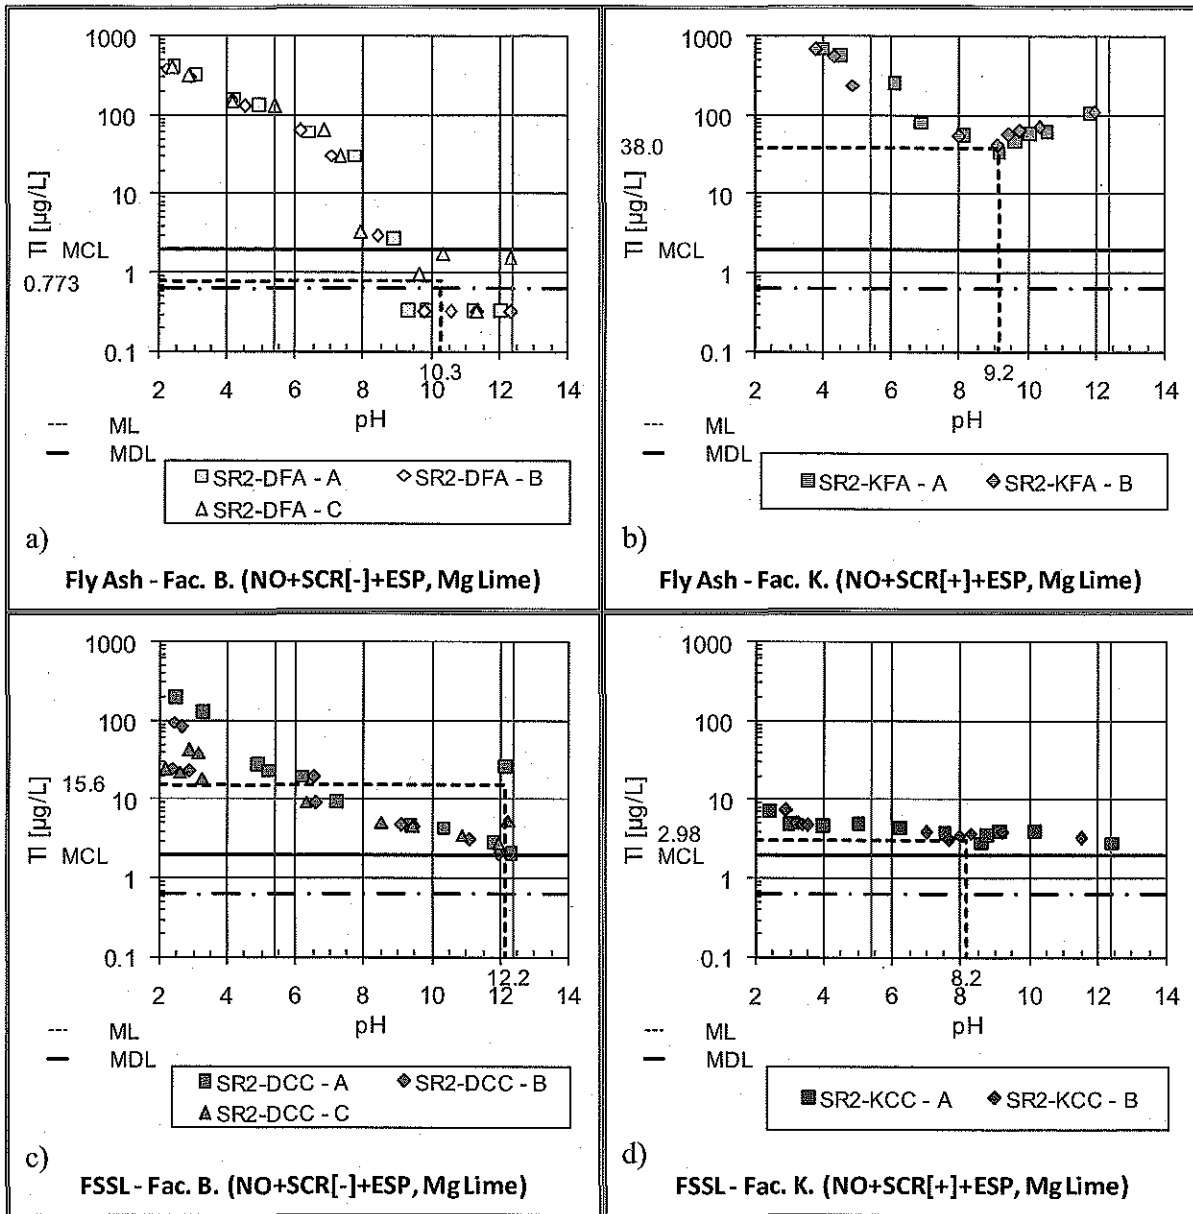 1000
100
10
1
0.1
Tl [µg/L]
MCL
0.773
10.3
2 4 6 8 10 12 14
pH
--- ML
— MDL
SR2-DFA - A SR2-DFA - B
SR2-DFA - C
a)
Fly Ash - Fac. B. (NO+SCR[-]+ESP, Mg Lime)
1000
100
38.0
10
1
0.1
Tl [µg/L]
MCL
9.2
2 4 6 8 10 12 14
pH
--- ML
— MDL
SR2-KFA - A SR2-KFA - B
b)
Fly Ash - Fac. K. (NO+SCR[+]+ESP, Mg Lime)
1000
100
15.6
10
1
0.1
Tl [µg/L]
MCL
12.2
2 4 6 8 10 12 14
pH
--- ML
— MDL
SR2-DCC - A SR2-DCC - B
SR2-DCC - C
c)
FSSL - Fac. B. (NO+SCR[-]+ESP, Mg Lime)
1000
100
10
2.98
1
0.1
Tl [µg/L]
MCL
8.2
2 4 6 8 10 12 14
pH
--- ML
— MDL
SR2-KCC - A SR2-KCC - B
d)
FSSL - Fac. K. (NO+SCR[+]+ESP, Mg Lime)